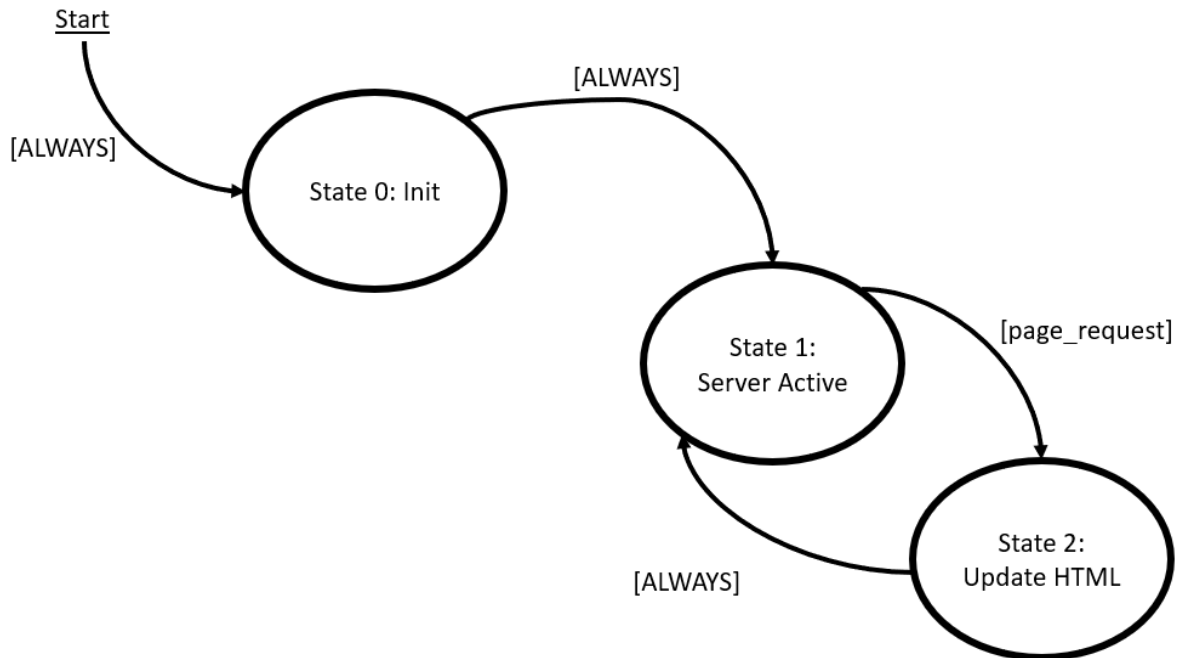 Start
[ALWAYS]
[ALWAYS]
State 0: Init
State 1:
Server Active
[page_request]
State 2:
Update HTML
[ALWAYS]